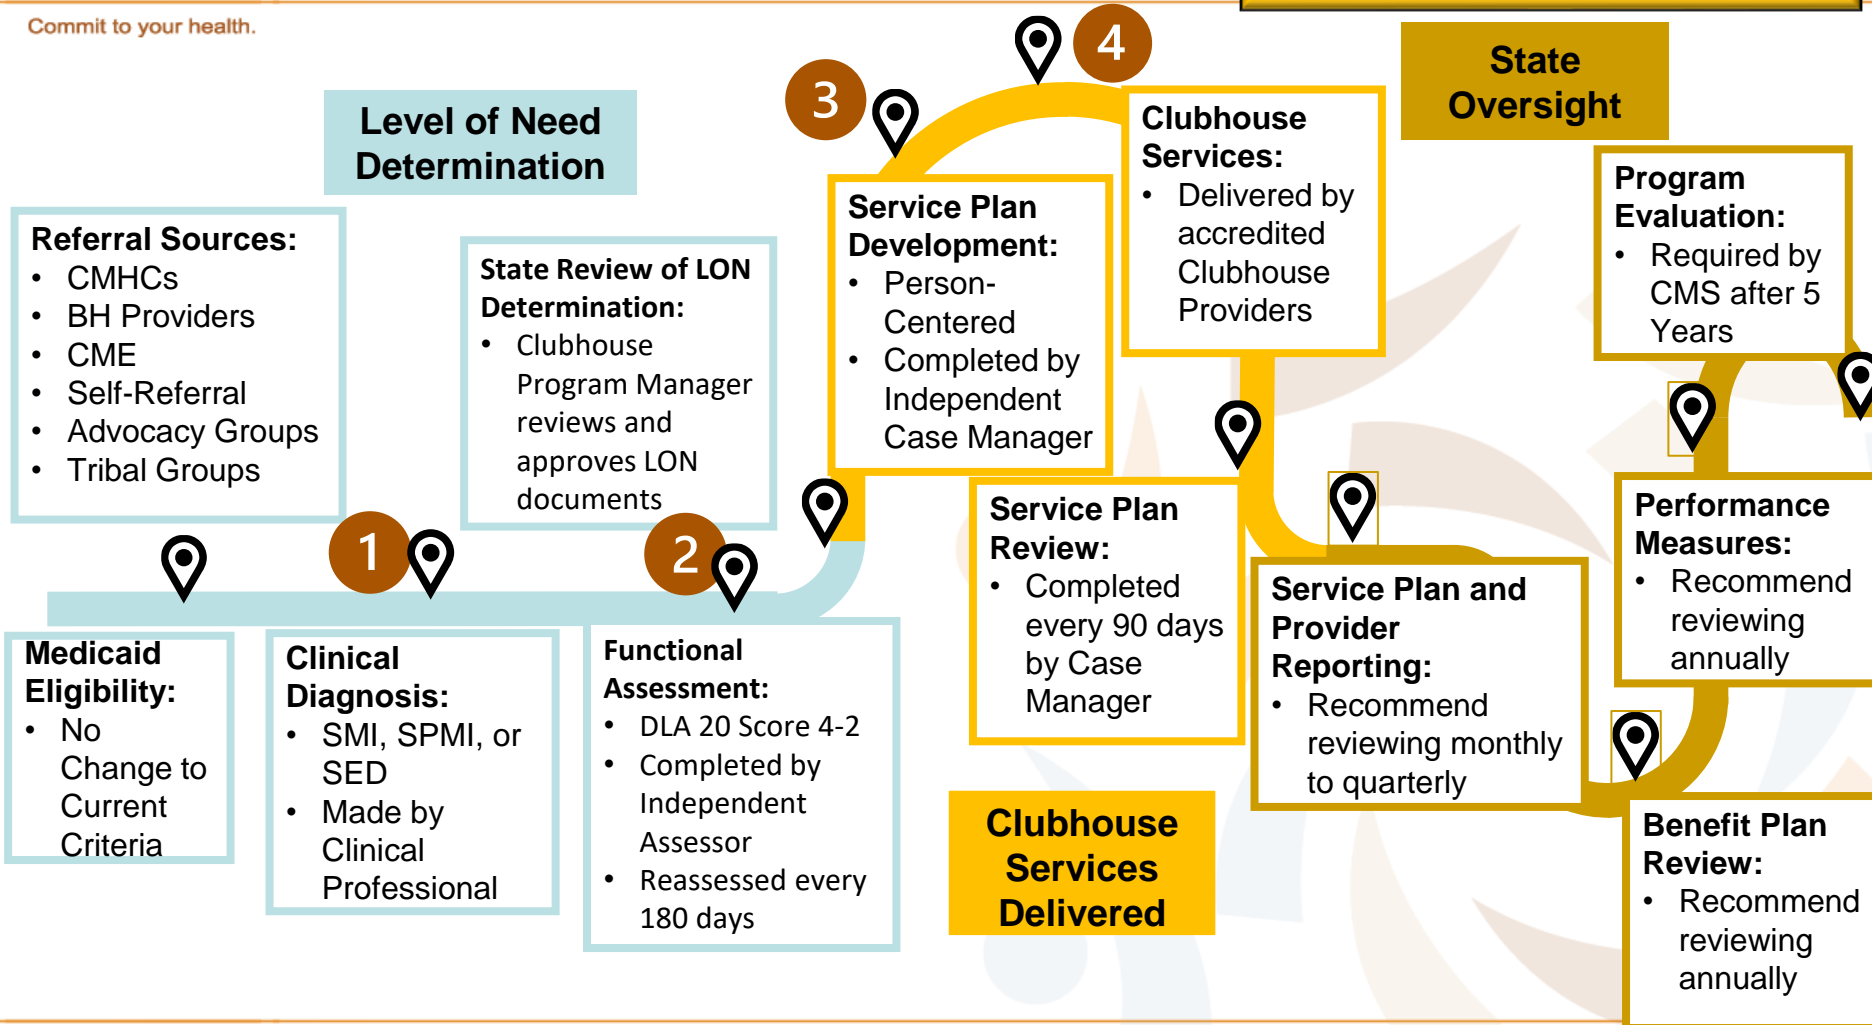 Commit to your health.
Level of Need
Determination
Referral Sources:
• CMHCs
• BH Providers
• CME
• Self-Referral
• Advocacy Groups
• Tribal Groups
State Review of LON
Determination:
• Clubhouse
Program Manager
reviews and
approves LON
documents
1
2
Medicaid
Eligibility:
• No
Change to
Current
Criteria
Clinical
Diagnosis:
• SMI, SPMI, or
SED
• Made by
Clinical
Professional
Functional
Assessment:
• DLA 20 Score 4-2
• Completed by
Independent
Assessor
• Reassessed every
180 days
3
4
Service Plan
Development:
• Person-
Centered
• Completed by
Independent
Case Manager
Clubhouse
Services:
• Delivered by
accredited
Clubhouse
Providers
Service Plan
Review:
• Completed
every 90 days
by Case
Manager
Clubhouse
Services
Delivered
State
Oversight
Service Plan and
Provider
Reporting:
• Recommend
reviewing monthly
to quarterly
Program
Evaluation:
• Required by
CMS after 5
Years
Performance
Measures:
• Recommend
reviewing
annually
Benefit Plan
Review:
• Recommend
reviewing
annually